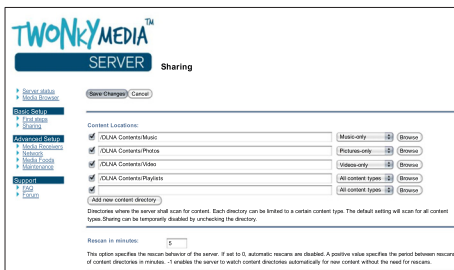 TWONKYMEDIA™
SERVER
Sharing
Server status
Media Browser
Save Changes Cancel
Basic Setup
First steps
Sharing
Content Locations:
/DLNA Contents/Music Music-only Browse
Advanced Setup
Media Receivers
/DLNA Contents/Photos Pictures-only Browse
Network
Media Feeds
/DLNA Contents/Video Videos-only Browse
Maintenance
/DLNA Contents/Playlists All content types Browse
Support
All content types Browse
FAQ
Add new content directory
Forum
Directories where the server shall scan for content. Each directory can be limited to a certain content type. The default setting will scan for all content
types. Sharing can be temporarily disabled by unchecking the directory.
Rescan in minutes: 5
This option specifies the rescan behavior of the server. If set to 0, automatic rescans are disabled. A positive value specifies the period between rescans
of content directories in minutes. -1 enables the server to watch content directories automatically for new content without the need for rescans.